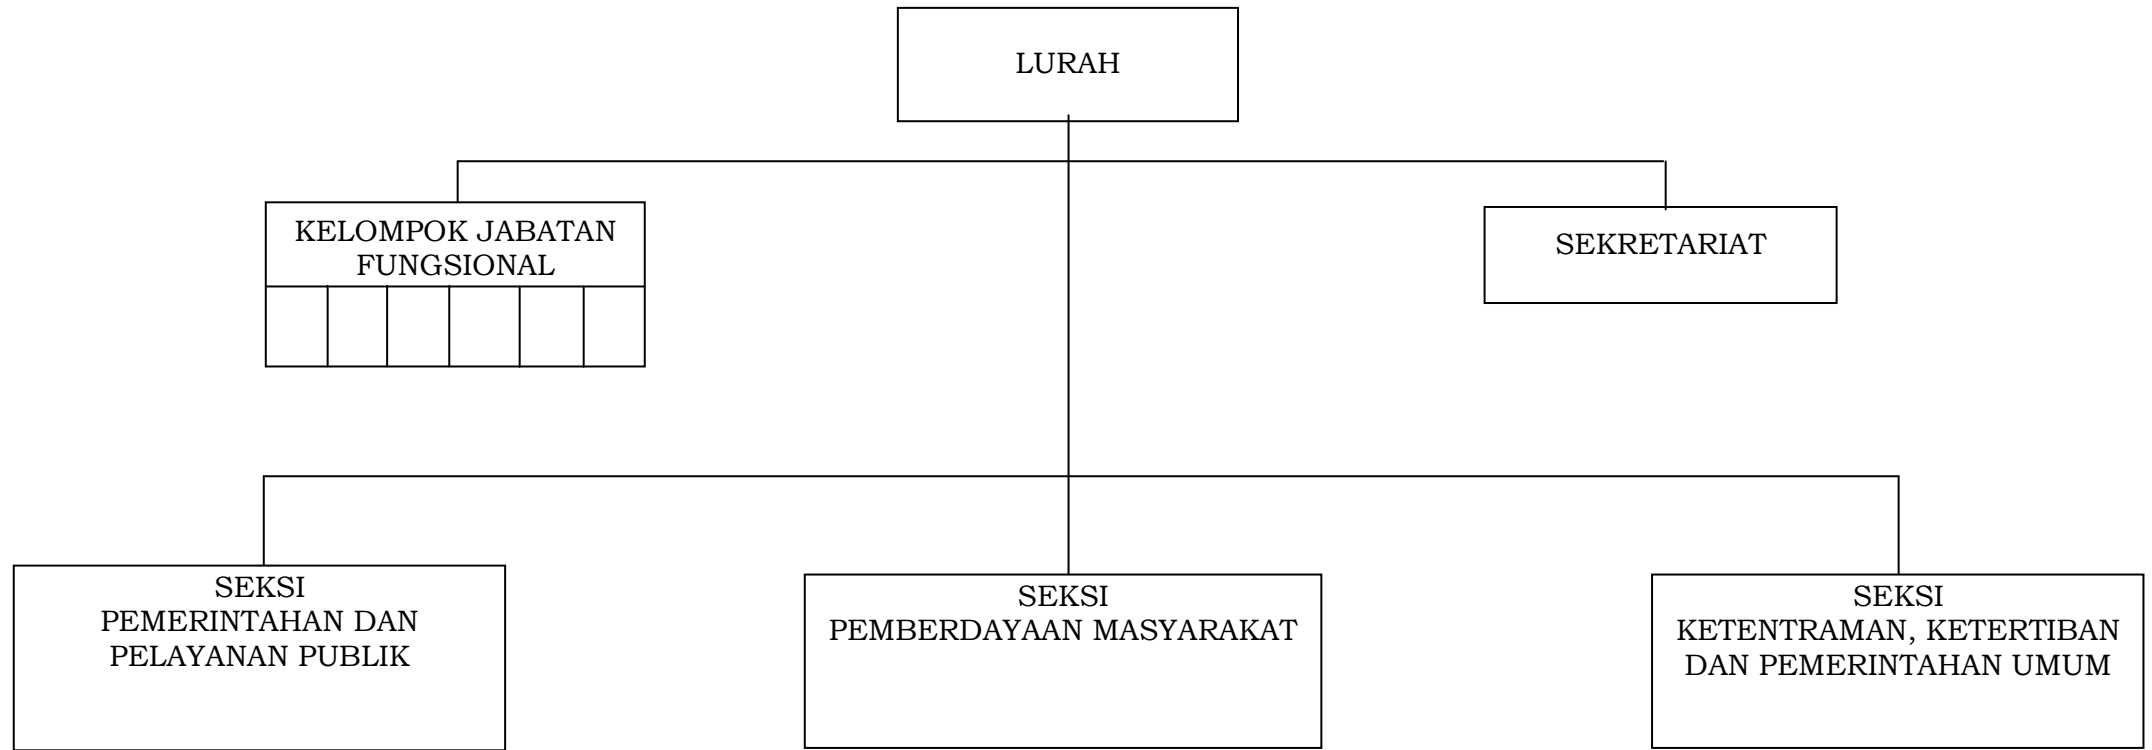 LURAH
KELOMPOK JABATAN
FUNGSIONAL
SEKRETARIAT
SEKSI
PEMERINTAHAN DAN
PELAYANAN PUBLIK
SEKSI
PEMBERDAYAAN MASYARAKAT
SEKSI
KETENTRAMAN, KETERTIBAN
DAN PEMERINTAHAN UMUM